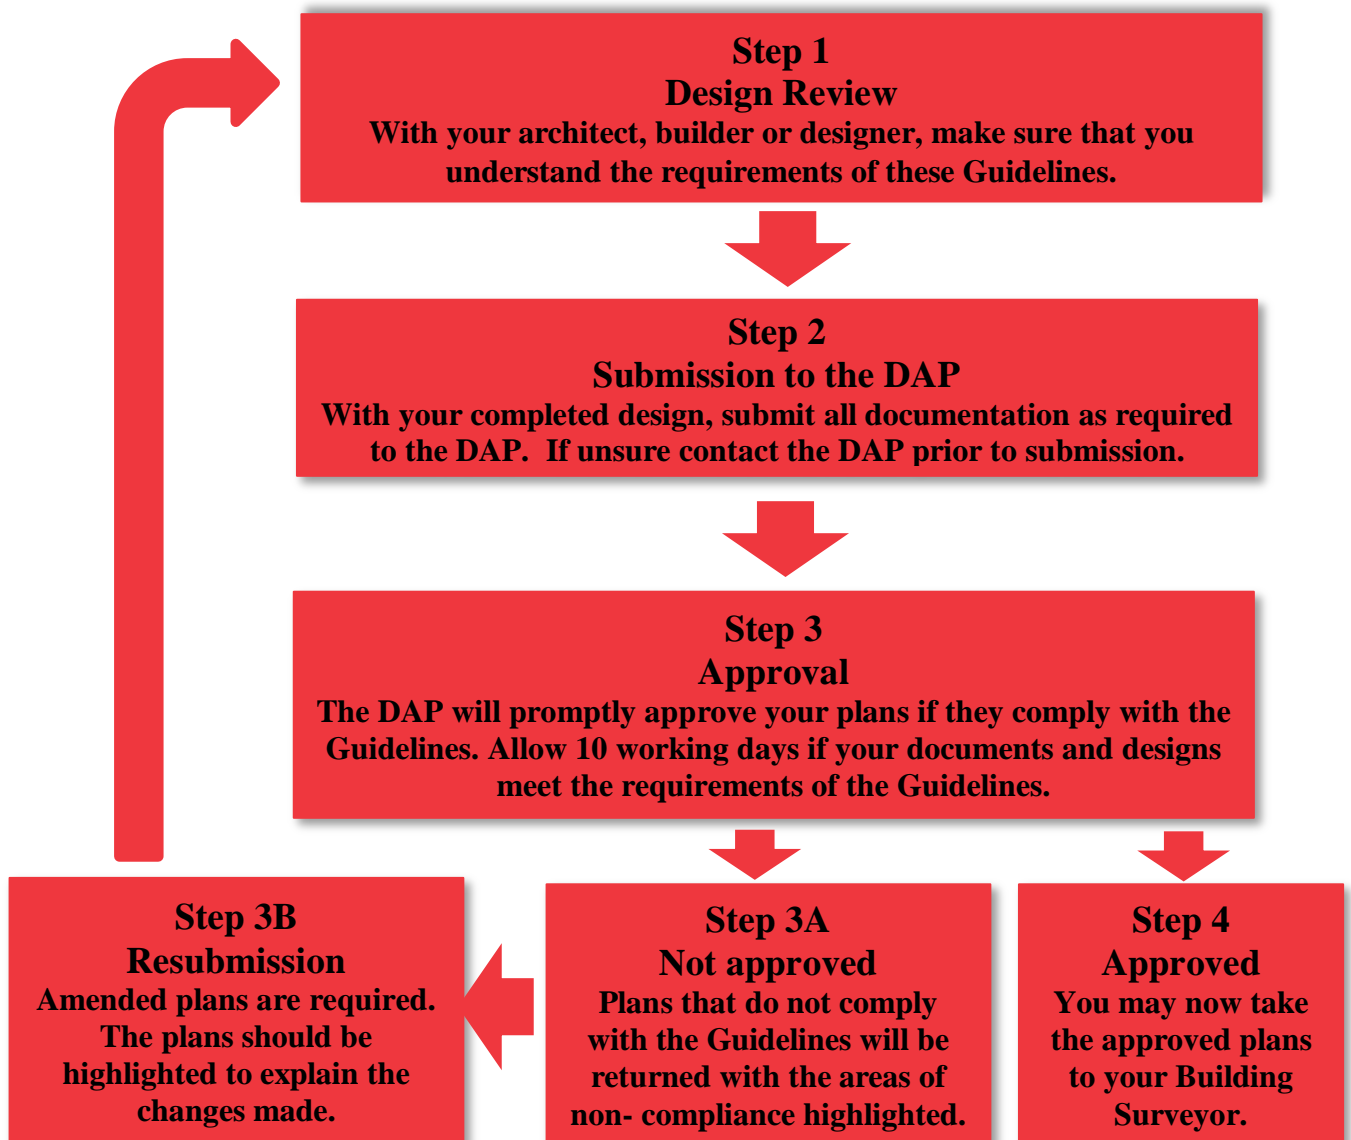 Step 1
Design Review
With your architect, builder or designer, make sure that you
understand the requirements of these Guidelines.
Step 2
Submission to the DAP
With your completed design, submit all documentation as required
to the DAP.  If unsure contact the DAP prior to submission.
Step 3
Approval
The DAP will promptly approve your plans if they comply with the
Guidelines. Allow 10 working days if your documents and designs
meet the requirements of the Guidelines.
Step 3B
Resubmission
Amended plans are required.
The plans should be
highlighted to explain the
changes made.
Step 3A
Not approved
Plans that do not comply
with the Guidelines will be
returned with the areas of
non- compliance highlighted.
Step 4
Approved
You may now take
the approved plans
to your Building
Surveyor.